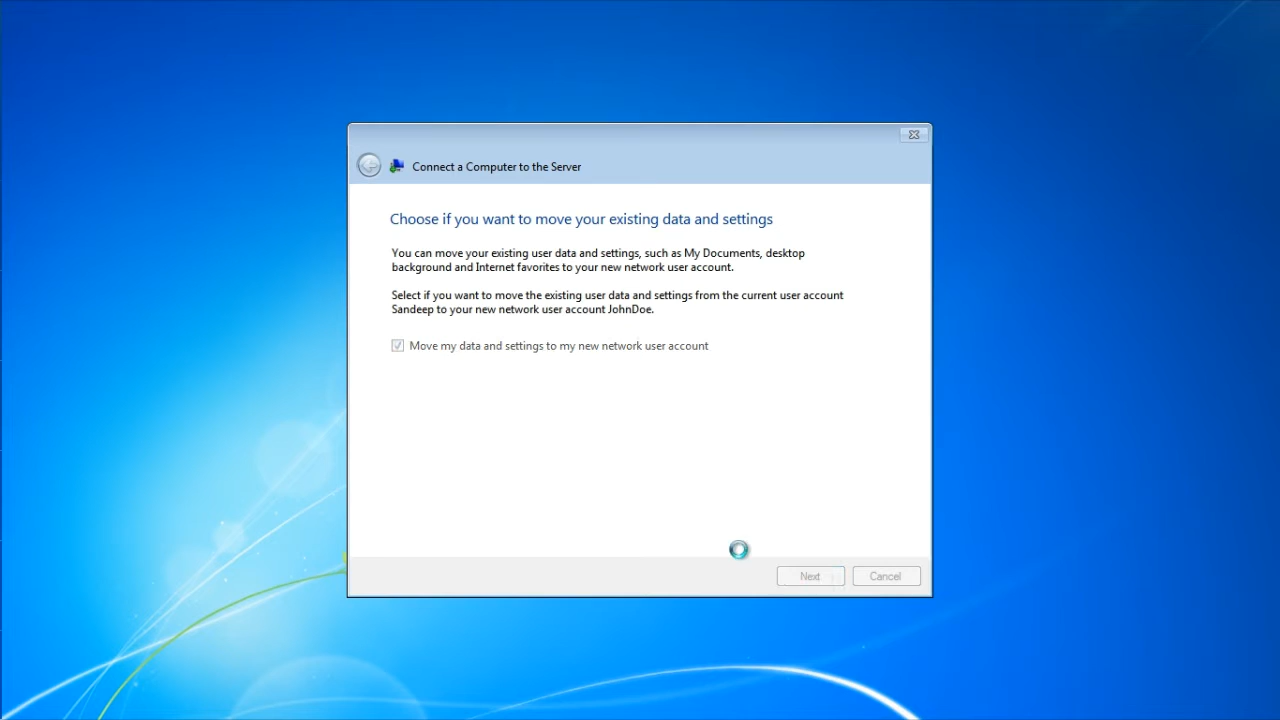 Connect a Computer to the Server
Choose if you want to move your existing data and settings
You can move your existing user data and settings, such as My Documents, desktop
background and Internet favorites to your new network user account.
Select if you want to move the existing user data and settings from the current user account
Sandeep to your new network user account JohnDoe.
Move my data and settings to my new network user account
Next Cancel